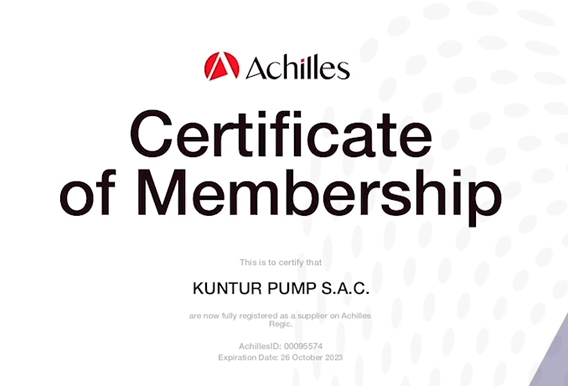 Achilles
Certificate
of Membership
This is to certify that
KUNTUR PUMP S.A.C.
are now fully registered as a supplier on Achilles
Regic.
AchillesID: 00095574
Expiration Date: 26 October 2023